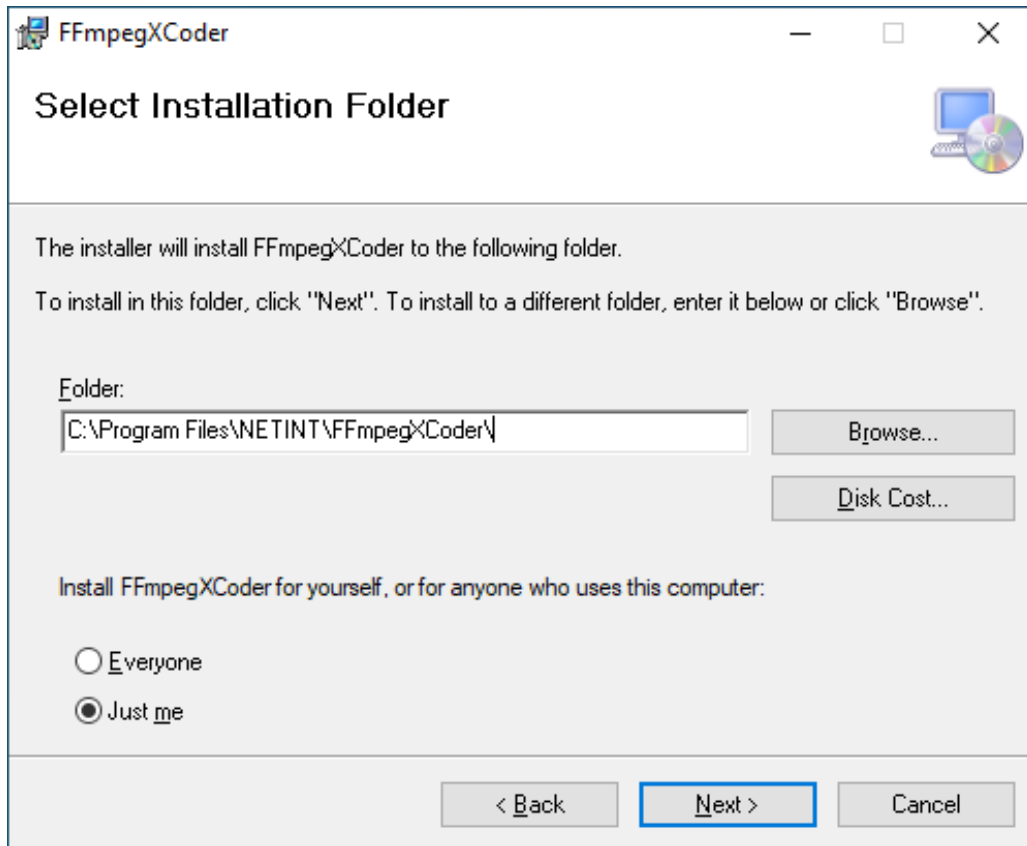 FFmpegXCoder
Select Installation Folder
The installer will install FFmpegXCoder to the following folder.
To install in this folder, click "Next". To install to a different folder, enter it below or click "Browse".
Folder:
C:\Program Files\NETINT\FFmpegXCoder\
Browse...
Disk Cost...
Install FFmpegXCoder for yourself, or for anyone who uses this computer:
Everyone
Just me
< Back
Next >
Cancel